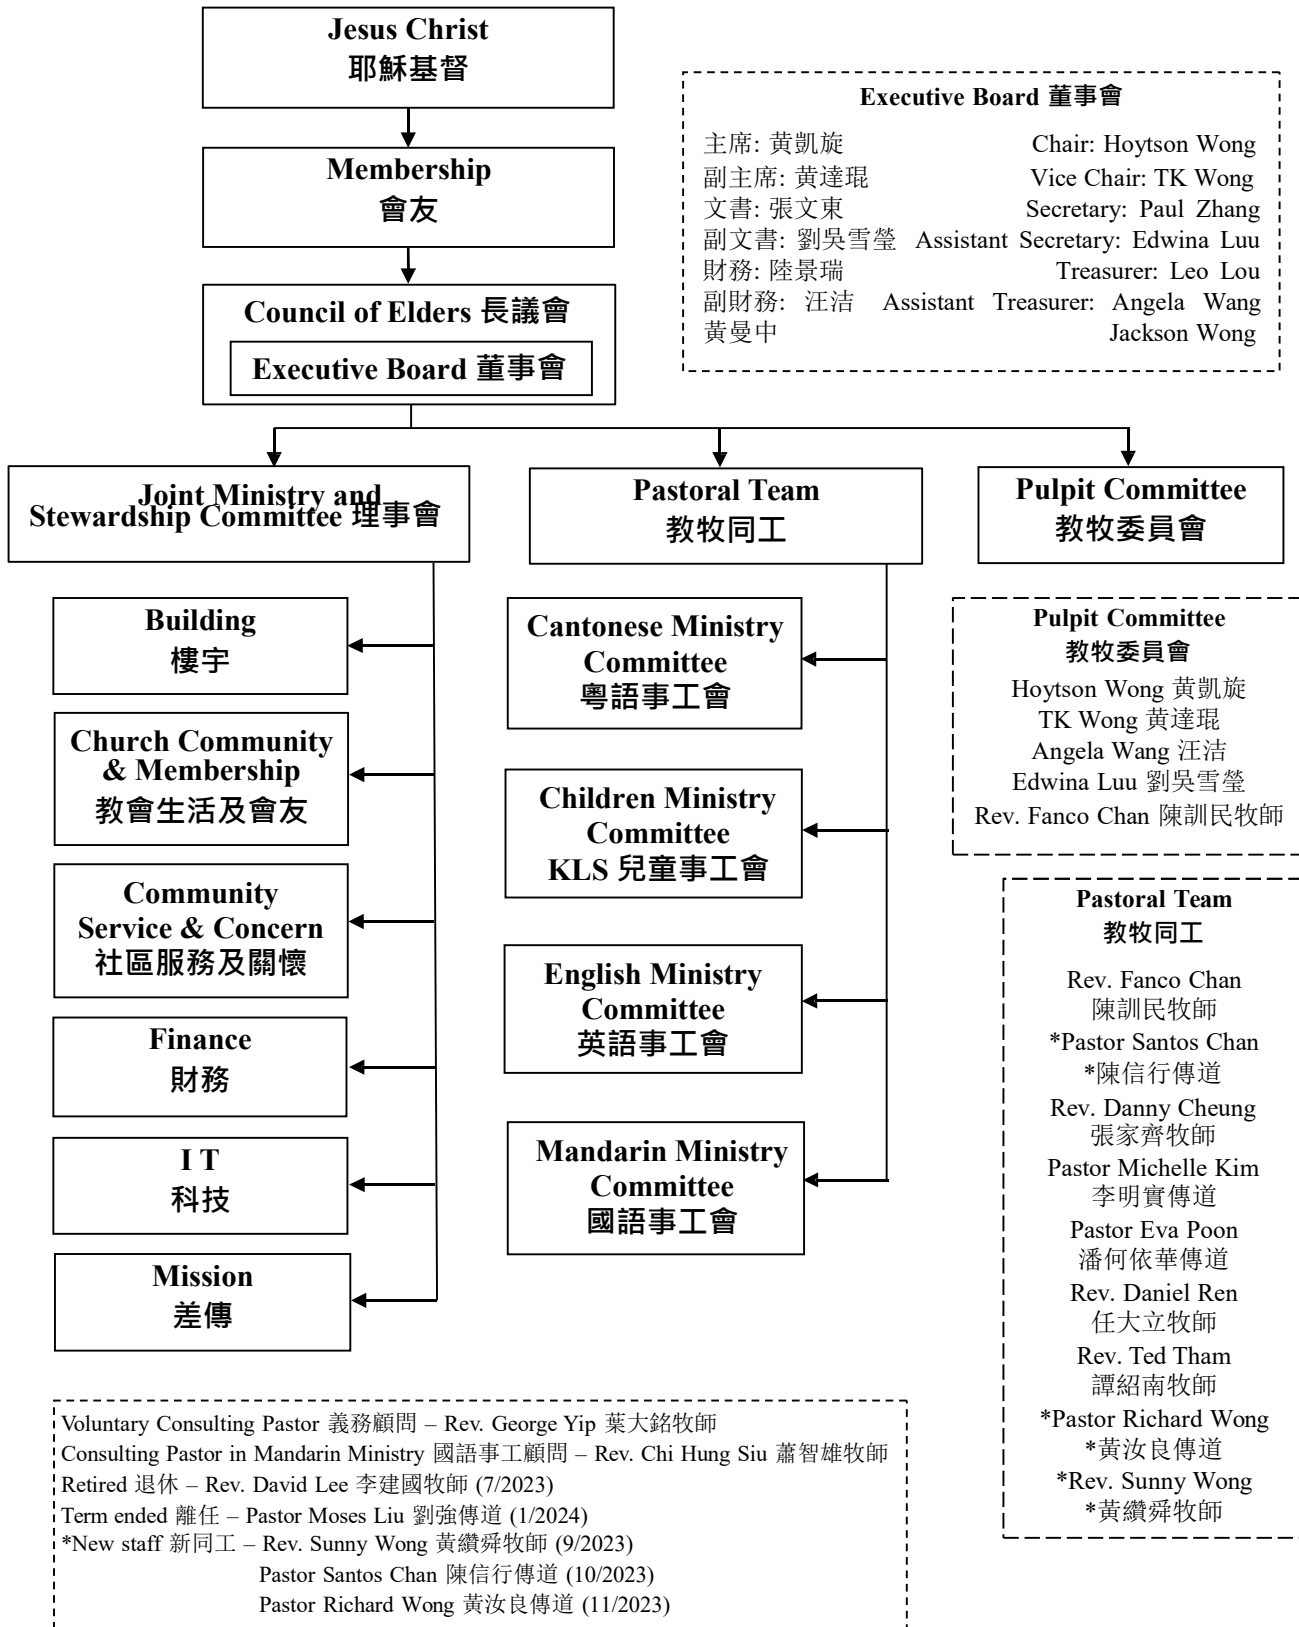 Jesus Christ
耶穌基督
Membership
會友
Council of Elders 長議會
Executive Board 董事會
Executive Board 董事會
主席: 黃凱旋 Chair: Hoytson Wong
副主席: 黃達琨 Vice Chair: TK Wong
文書: 張文東 Secretary: Paul Zhang
副文書: 劉吳雪瑩 Assistant Secretary: Edwina Luu
財務: 陸景瑞 Treasurer: Leo Lou
副財務: 汪洁 Assistant Treasurer: Angela Wang
黃曼中 Jackson Wong
Joint Ministry and
Stewardship Committee 理事會
Building
樓宇
Church Community
& Membership
教會生活及會友
Community
Service & Concern
社區服務及關懷
Finance
財務
I T
科技
Mission
差傳
Pastoral Team
教牧同工
Cantonese Ministry
Committee
粵語事工會
Children Ministry
Committee
KLS 兒童事工會
English Ministry
Committee
英語事工會
Mandarin Ministry
Committee
國語事工會
Pulpit Committee
教牧委員會
Pulpit Committee
教牧委員會
Hoytson Wong 黃凱旋
TK Wong 黃達琨
Angela Wang 汪洁
Edwina Luu 劉吳雪瑩
Rev. Fanco Chan 陳訓民牧師
Pastoral Team
教牧同工
Rev. Fanco Chan
陳訓民牧師
*Pastor Santos Chan
*陳信行傳道
Rev. Danny Cheung
張家齊牧師
Pastor Michelle Kim
李明實傳道
Pastor Eva Poon
潘何依華傳道
Rev. Daniel Ren
任大立牧師
Rev. Ted Tham
譚紹南牧師
*Pastor Richard Wong
*黃汝良傳道
*Rev. Sunny Wong
*黃纘舜牧師
Voluntary Consulting Pastor 義務顧問 – Rev. George Yip 葉大銘牧師
Consulting Pastor in Mandarin Ministry 國語事工顧問 – Rev. Chi Hung Siu 蕭智雄牧師
Retired 退休 – Rev. David Lee 李建國牧師 (7/2023)
Term ended 離任 – Pastor Moses Liu 劉強傳道 (1/2024)
*New staff 新同工 – Rev. Sunny Wong 黃纘舜牧師 (9/2023)
Pastor Santos Chan 陳信行傳道 (10/2023)
Pastor Richard Wong 黃汝良傳道 (11/2023)